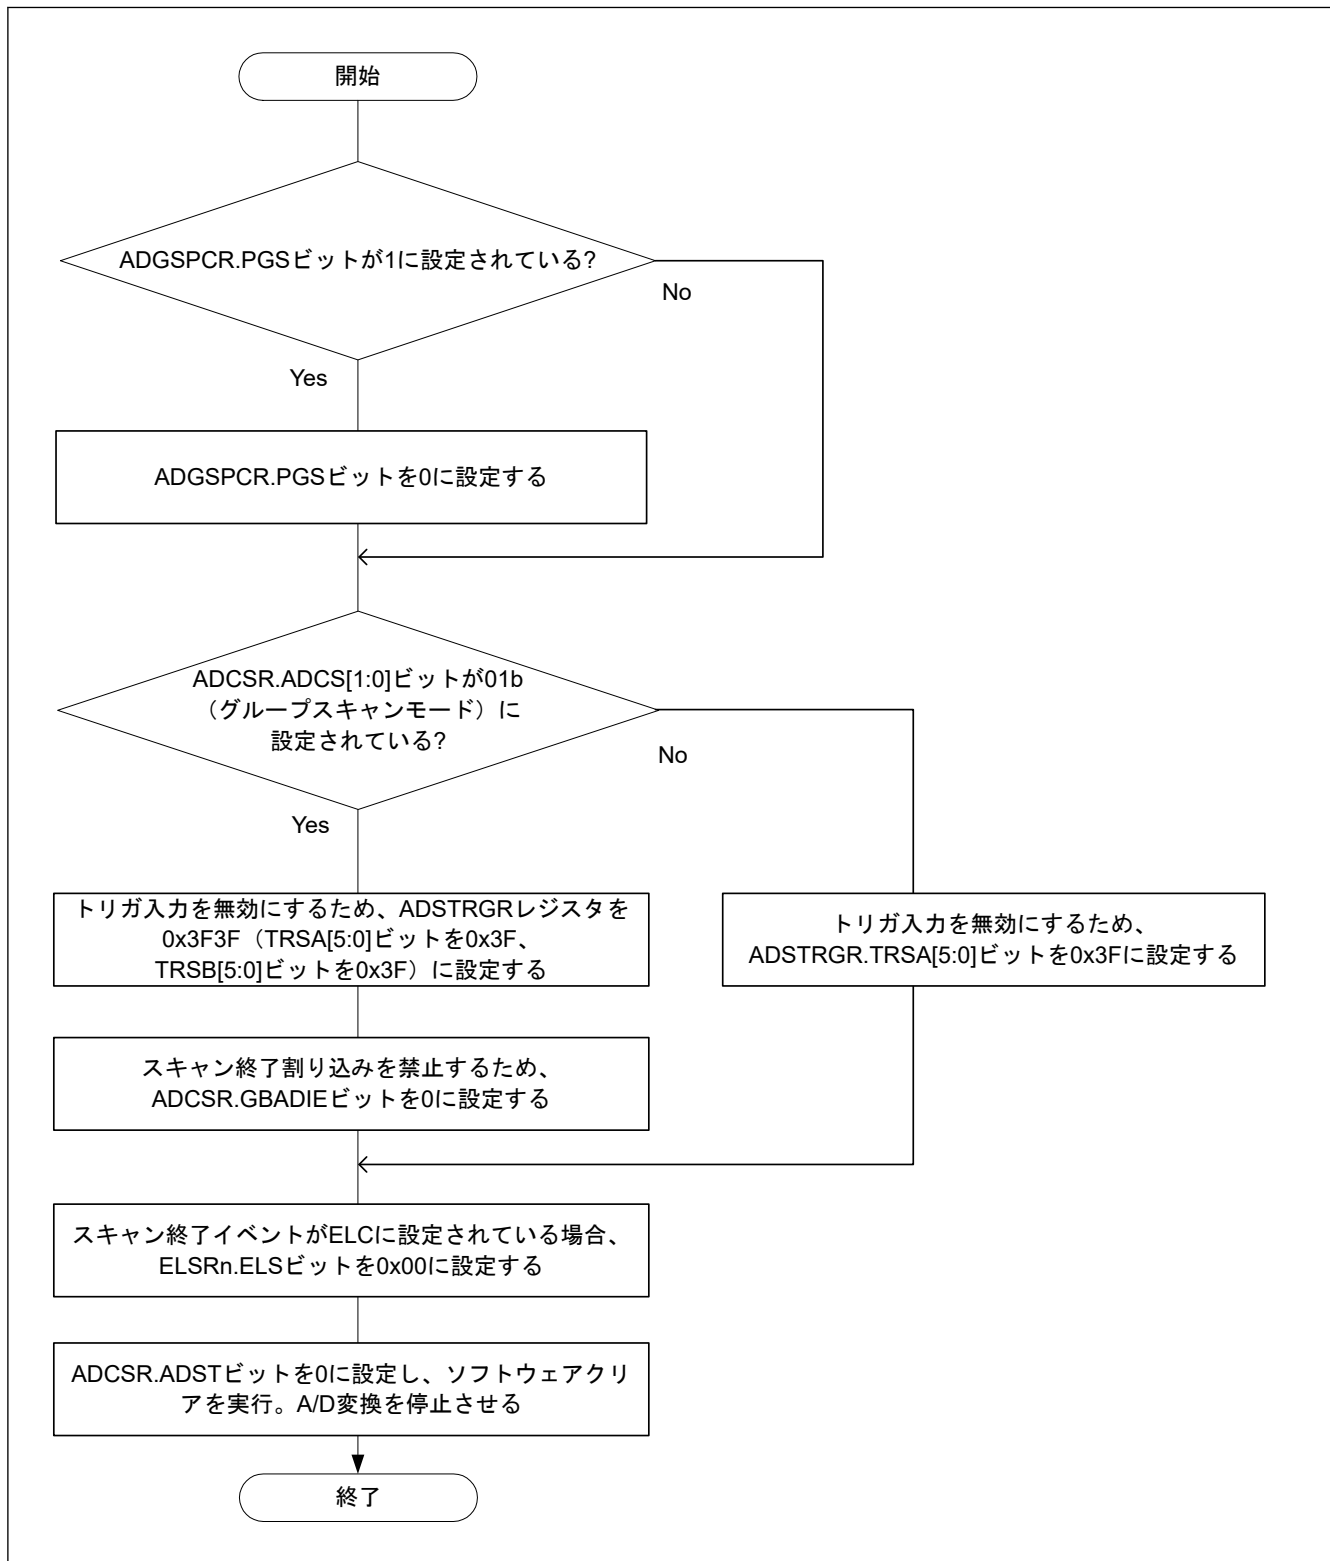 開始
ADGSPCR.PGSビットが1に設定されている?
No
Yes
ADGSPCR.PGSビットを0に設定する
ADCSR.ADCS[1:0]ビットが01b
（グループスキャンモード）に
設定されている?
No
Yes
トリガ入力を無効にするため、ADSTRGRレジスタを
0x3F3F（TRSA[5:0]ビットを0x3F、
TRSB[5:0]ビットを0x3F）に設定する
トリガ入力を無効にするため、
ADSTRGR.TRSA[5:0]ビットを0x3Fに設定する
スキャン終了割り込みを禁止するため、
ADCSR.GBADIEビットを0に設定する
スキャン終了イベントがELCに設定されている場合、
ELSRn.ELSビットを0x00に設定する
ADCSR.ADSTビットを0に設定し、ソフトウェアクリ
アを実行。A/D変換を停止させる
終了